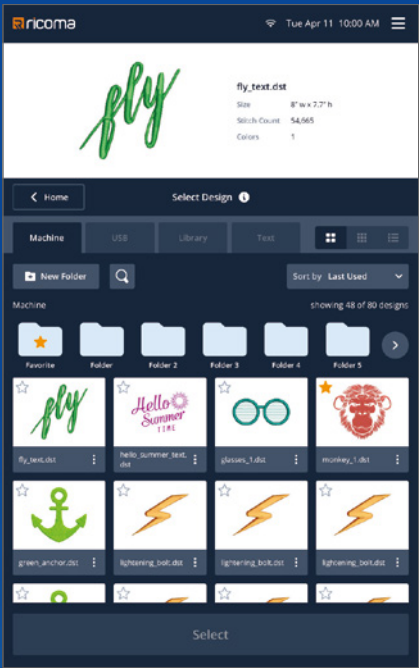 ricoma
Tue Apr 11 10:00 AM
fly
fly_text.dst
Size 8" w x 7.7" h
Stitch-Count 54,665
Colors 1
Home
Select Design
Machine USB Library Text
New Folder
Sort by Last Used
Machine
showing 48 of 80 designs
Favorite Folder Folder 2 Folder 3 Folder 4 Folder 5
fly
Hello
Summer
TIME
fly_text.dst
hello_summer_text.
dst
glasses_1.dst
monkey_1.dst
green_anchor.dst
lightening_bolt.dst
lightening_bolt.dst
lightening_bolt.dst
Select